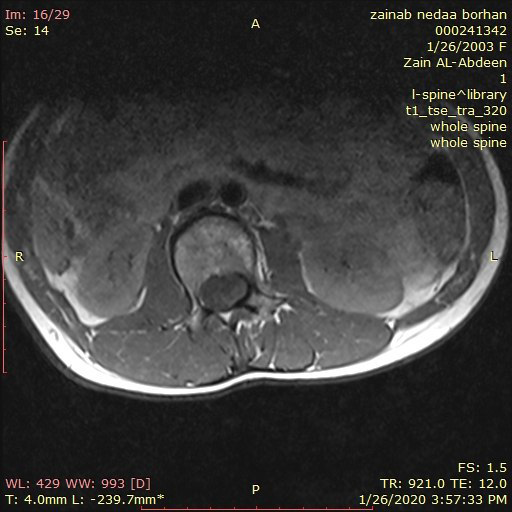 Im: 16/29
Se: 14
A
zainab nedaa borhan
000241342
1/26/2003 F
Zain AL-Abdeen
1
l-spine^library
t1_tse_tra_320
whole spine
whole spine
R
L
WL: 429 WW: 993 [D]
T: 4.0mm L: -239.7mm*
P
FS: 1.5
TR: 921.0 TE: 12.0
1/26/2020 3:57:33 PM